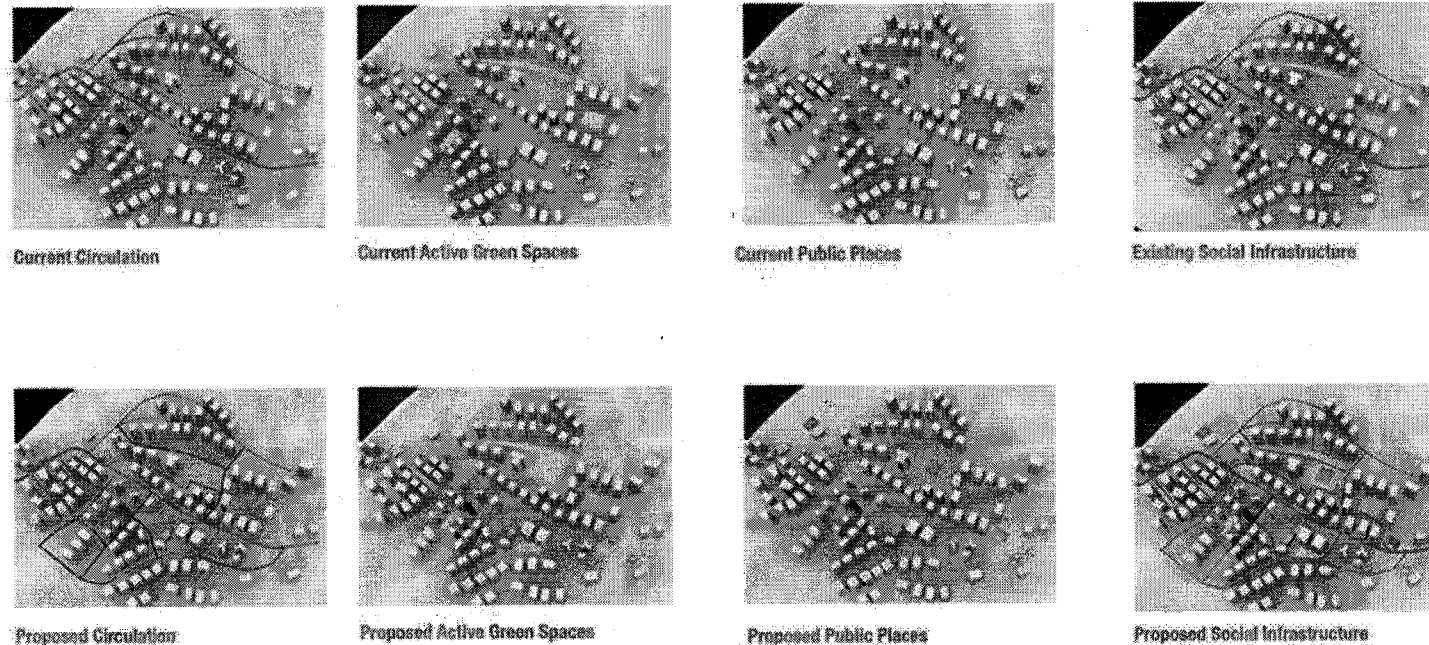 Current Circulation
Current Active Green Spaces
Current Public Places
Existing Social Infrastructure
Proposed Circulation
Proposed Active Green Spaces
Proposed Public Places
Proposed Social Infrastructure